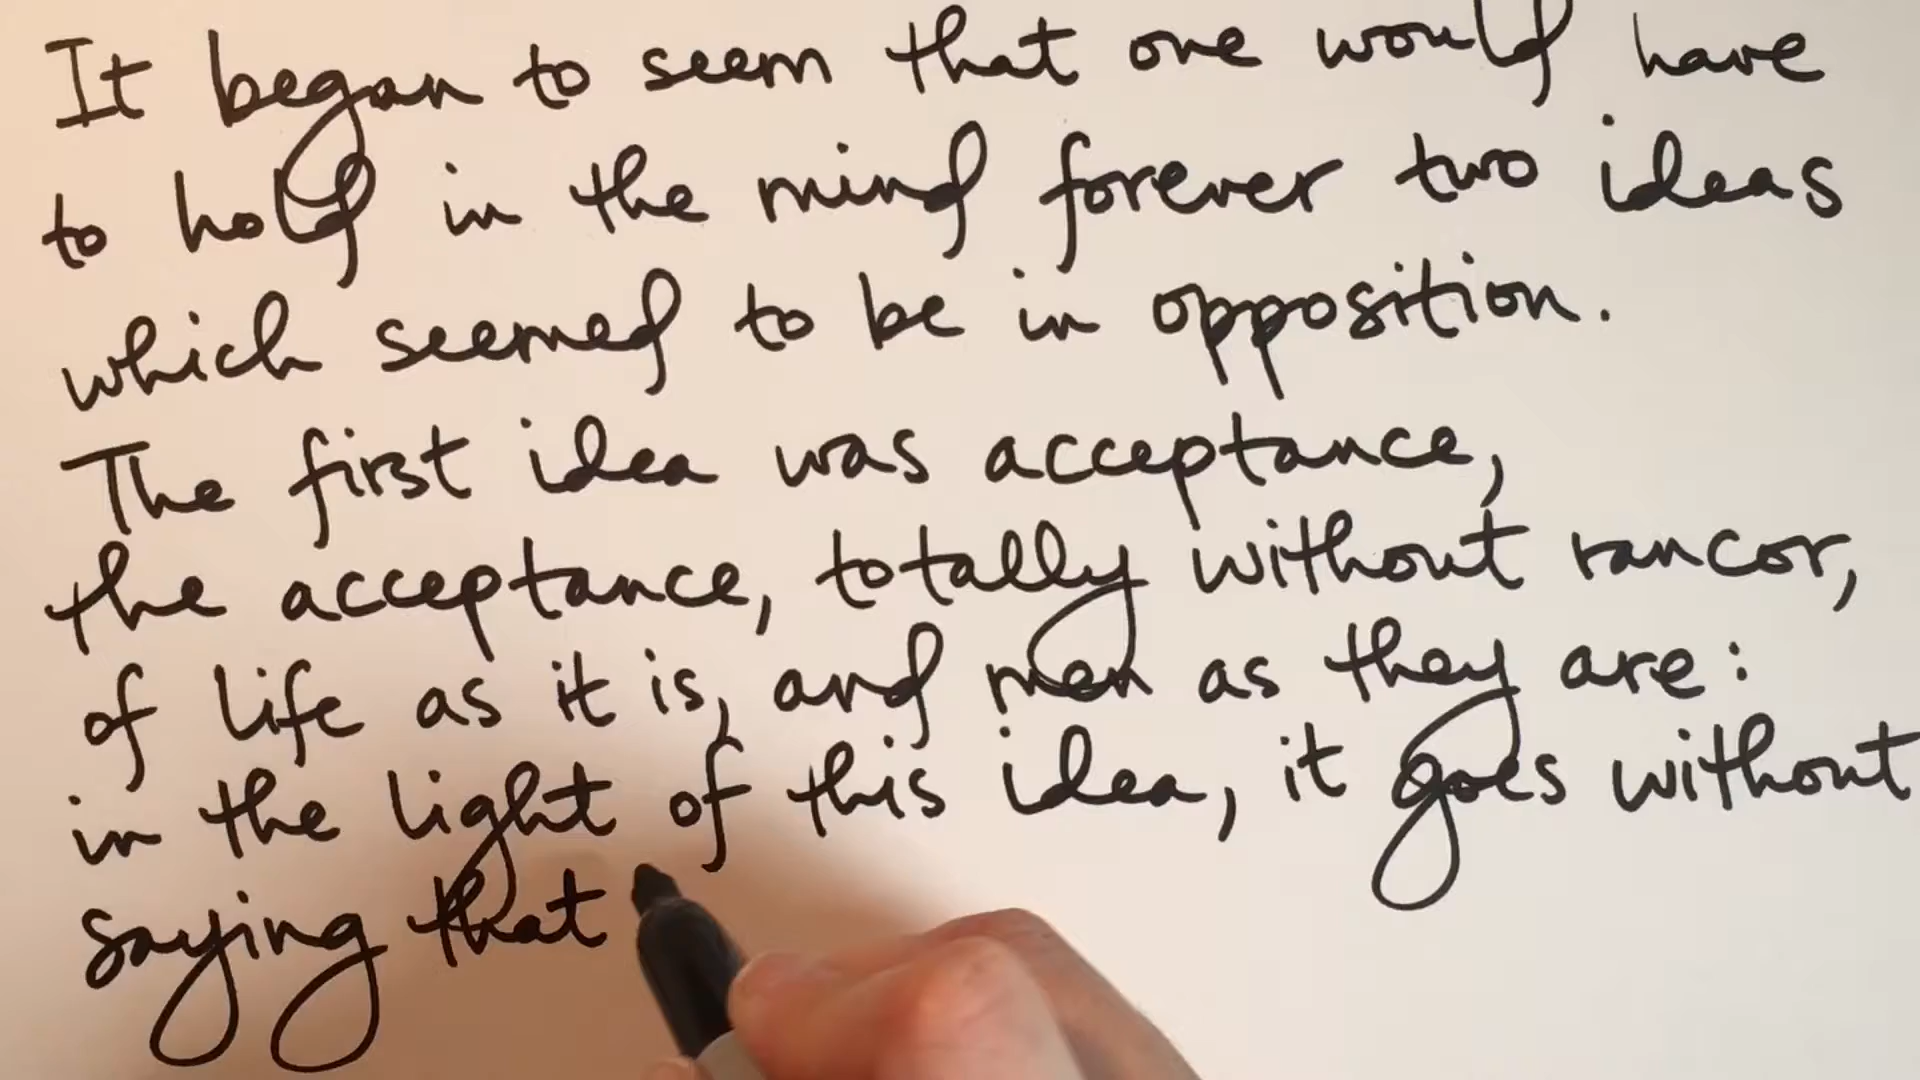 It began to seem that one would have
to hold in the mind forever two ideas
which seemed to be in opposition.
The first idea was acceptance,
the acceptance, totally without rancor,
of life as it is, and men as they are:
in the light of this idea, it goes without
saying that